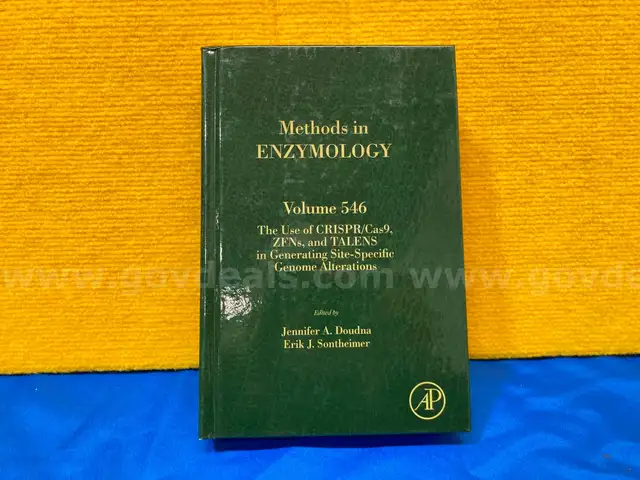 Methods in
ENZYMOLOGY
Volume 546
The Use of CRISPR/Cas9,
ZFNs, and TALENS
in Generating Site-Specific
Genome Alterations
www.govdeals.com www.govdeals
Edited by
Jennifer A. Doudna
Erik J. Sontheimer
AP